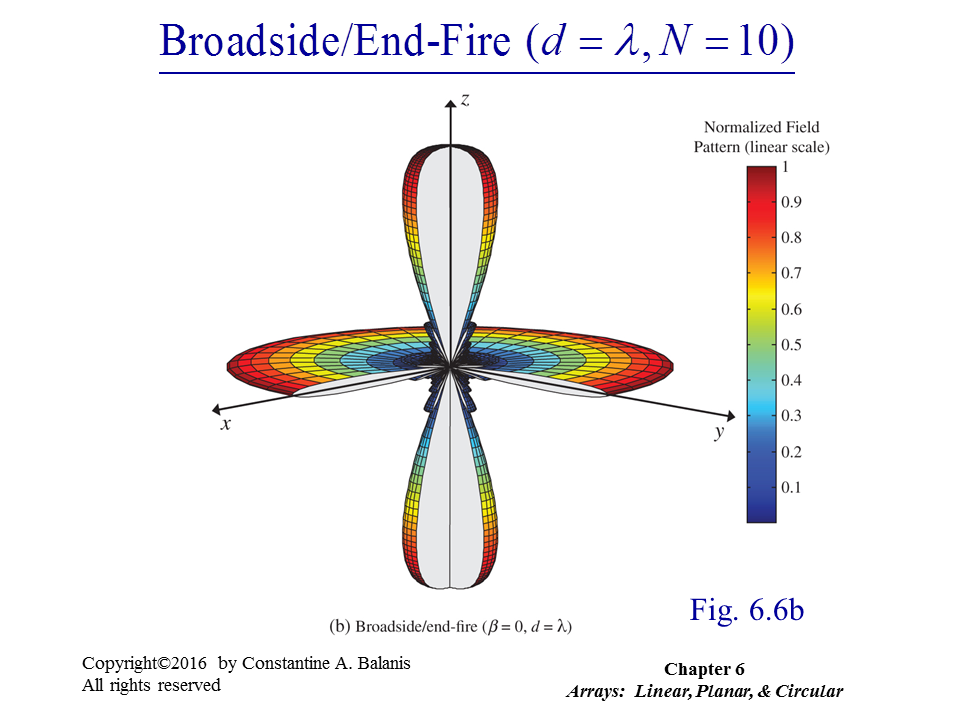 Broadside/End-Fire (d = λ, N = 10)
z
Normalized Field
Pattern (linear scale)
1
0.9
0.8
0.7
0.6
0.5
0.4
0.3
0.2
0.1
x
y
Fig. 6.6b
(b) Broadside/end-fire (β = 0, d = λ)
Copyright©2016 by Constantine A. Balanis
All rights reserved
Chapter 6
Arrays: Linear, Planar, & Circular